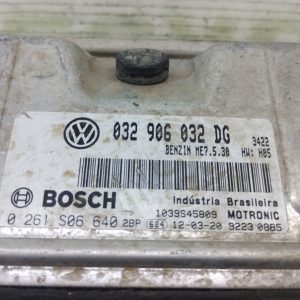 032 906 032 DG
3422
BENZIN ME7.5.30 HW: H05
BOSCH
Indústria Brasileira
1039S45809 MOTRONIC
0 261 S06 640 2BP 684 12-03-20 9223 0885